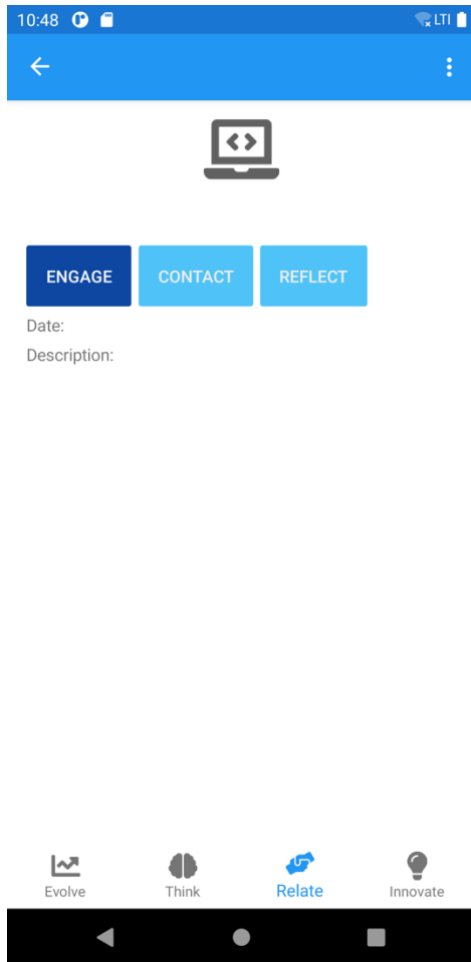 10:48 LTI
ENGAGE CONTACT REFLECT
Date:
Description:
Evolve Think Relate Innovate